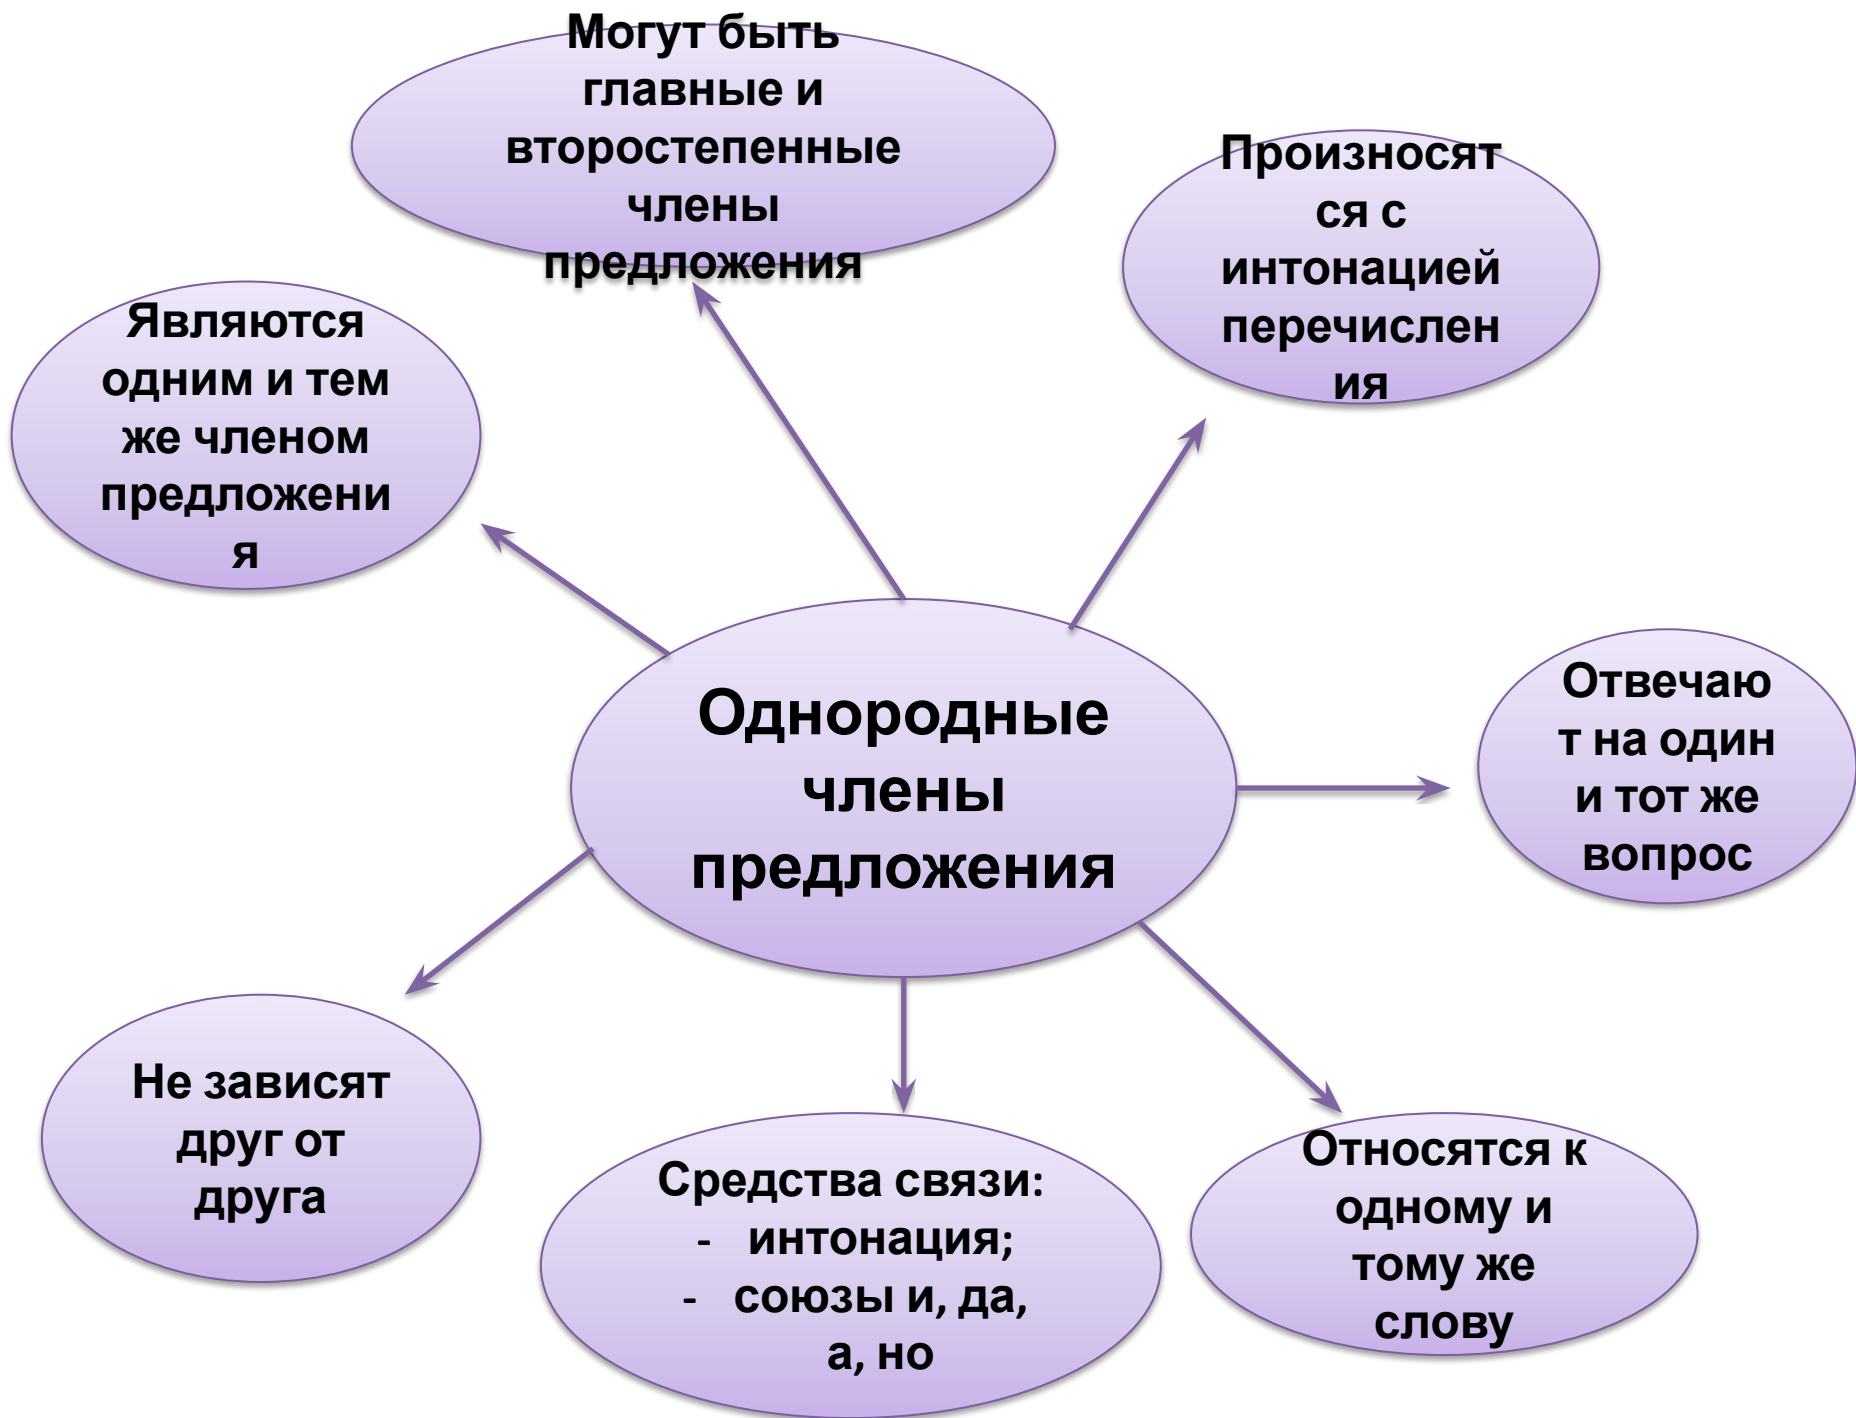 Могут быть
главные и
второстепенные
члены
предложения
Произносят
ся с
интонацией
перечислен
ия
Являются
одним и тем
же членом
предложени
я
Однородные
члены
предложения
Отвечаю
т на один
и тот же
вопрос
Не зависят
друг от
друга
Средства связи:
- интонация;
- союзы и, да,
а, но
Относятся к
одному и
тому же
слову